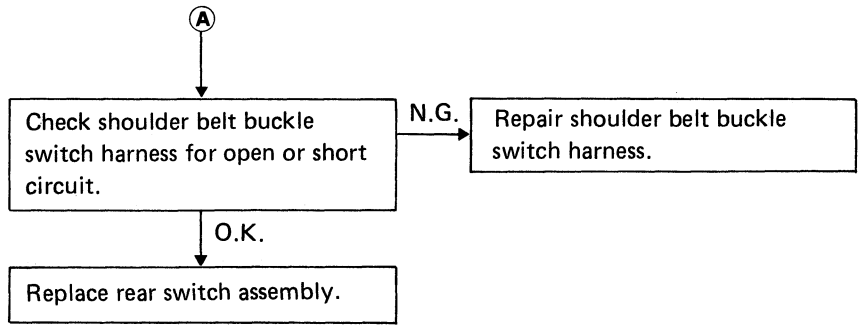 A
Check shoulder belt buckle
switch harness for open or short
circuit.
N.G.
Repair shoulder belt buckle
switch harness.
O.K.
Replace rear switch assembly.